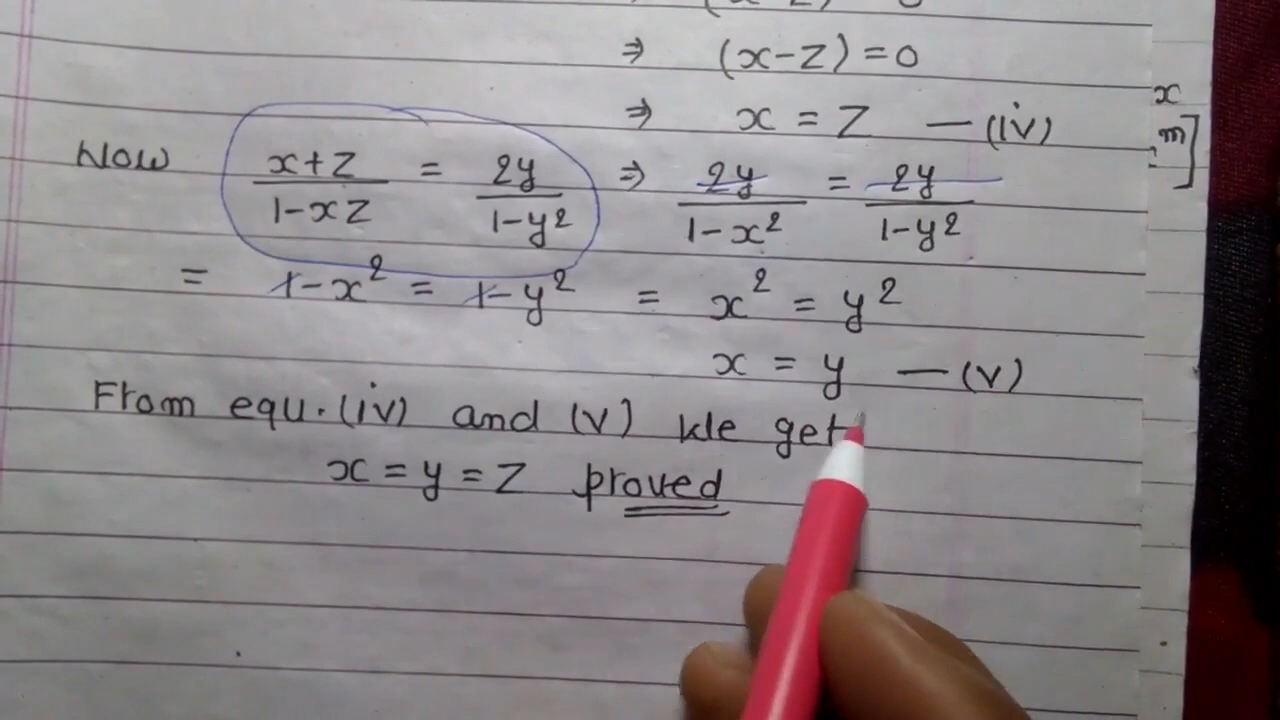 ⇒ (x-z) = 0
⇒ x = z — (iv)
Now x+z/1-xz = 2y/1-y² ⇒ 2y/1-x² = 2y/1-y²
= 1-x² = 1-y² = x² = y²
x = y — (v)
From equ. (iv) and (v) We get
x = y = z proved
x
m]